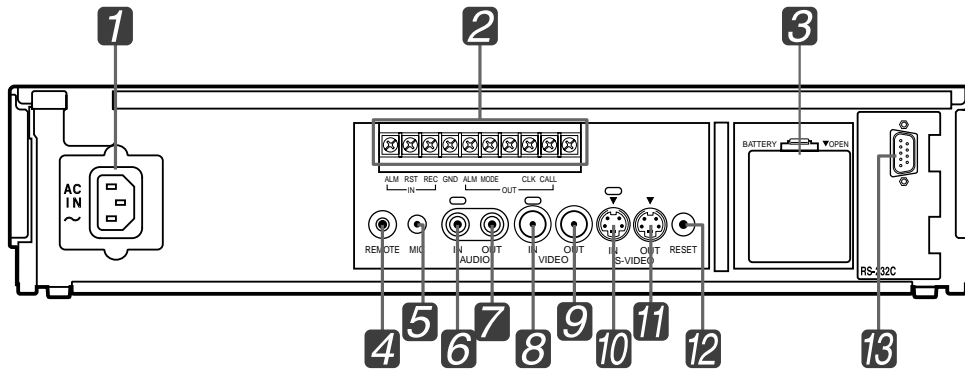 1 2 3
BATTERY ▼OPEN
AC
IN
～
ALM RST REC GND ALM MODE CLK CALL
IN OUT
REMOTE MIC IN OUT IN OUT IN OUT RESET
AUDIO VIDEO S-VIDEO
RS-232C
4 5 6 7 8 9 10 11 12 13